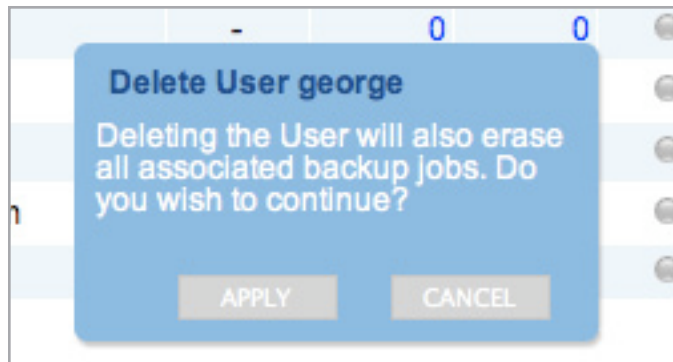 - 0 0
Delete User george
Deleting the User will also erase
all associated backup jobs. Do
you wish to continue?
APPLY CANCEL